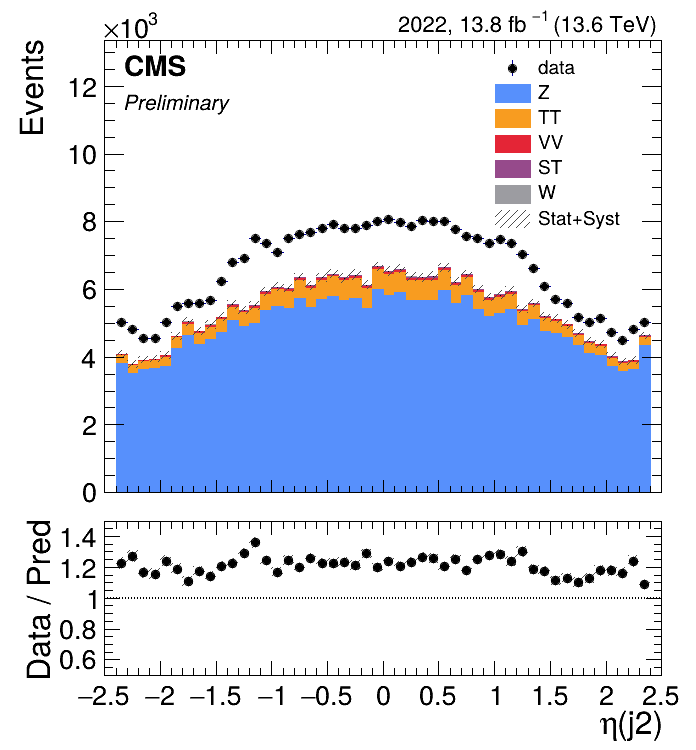 ×10³
2022, 13.8 fb ⁻¹ (13.6 TeV)
Events
CMS
Preliminary
data
Z
TT
VV
ST
W
Stat+Syst
12
10
8
6
4
2
0
Data / Pred
1.4
1.2
1
0.8
0.6
−2.5 −2 −1.5 −1 −0.5 0 0.5 1 1.5 2 2.5
η(j2)